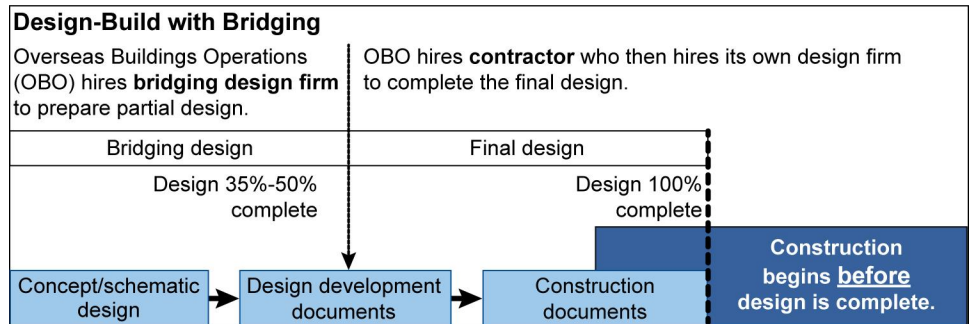 Design-Build with Bridging
Overseas Buildings Operations
(OBO) hires bridging design firm
to prepare partial design.
OBO hires contractor who then hires its own design firm
to complete the final design.
Bridging design
Final design
Design 35%-50%
complete
Design 100%
complete
Concept/schematic
design
Design development
documents
Construction
documents
Construction
begins before
design is complete.